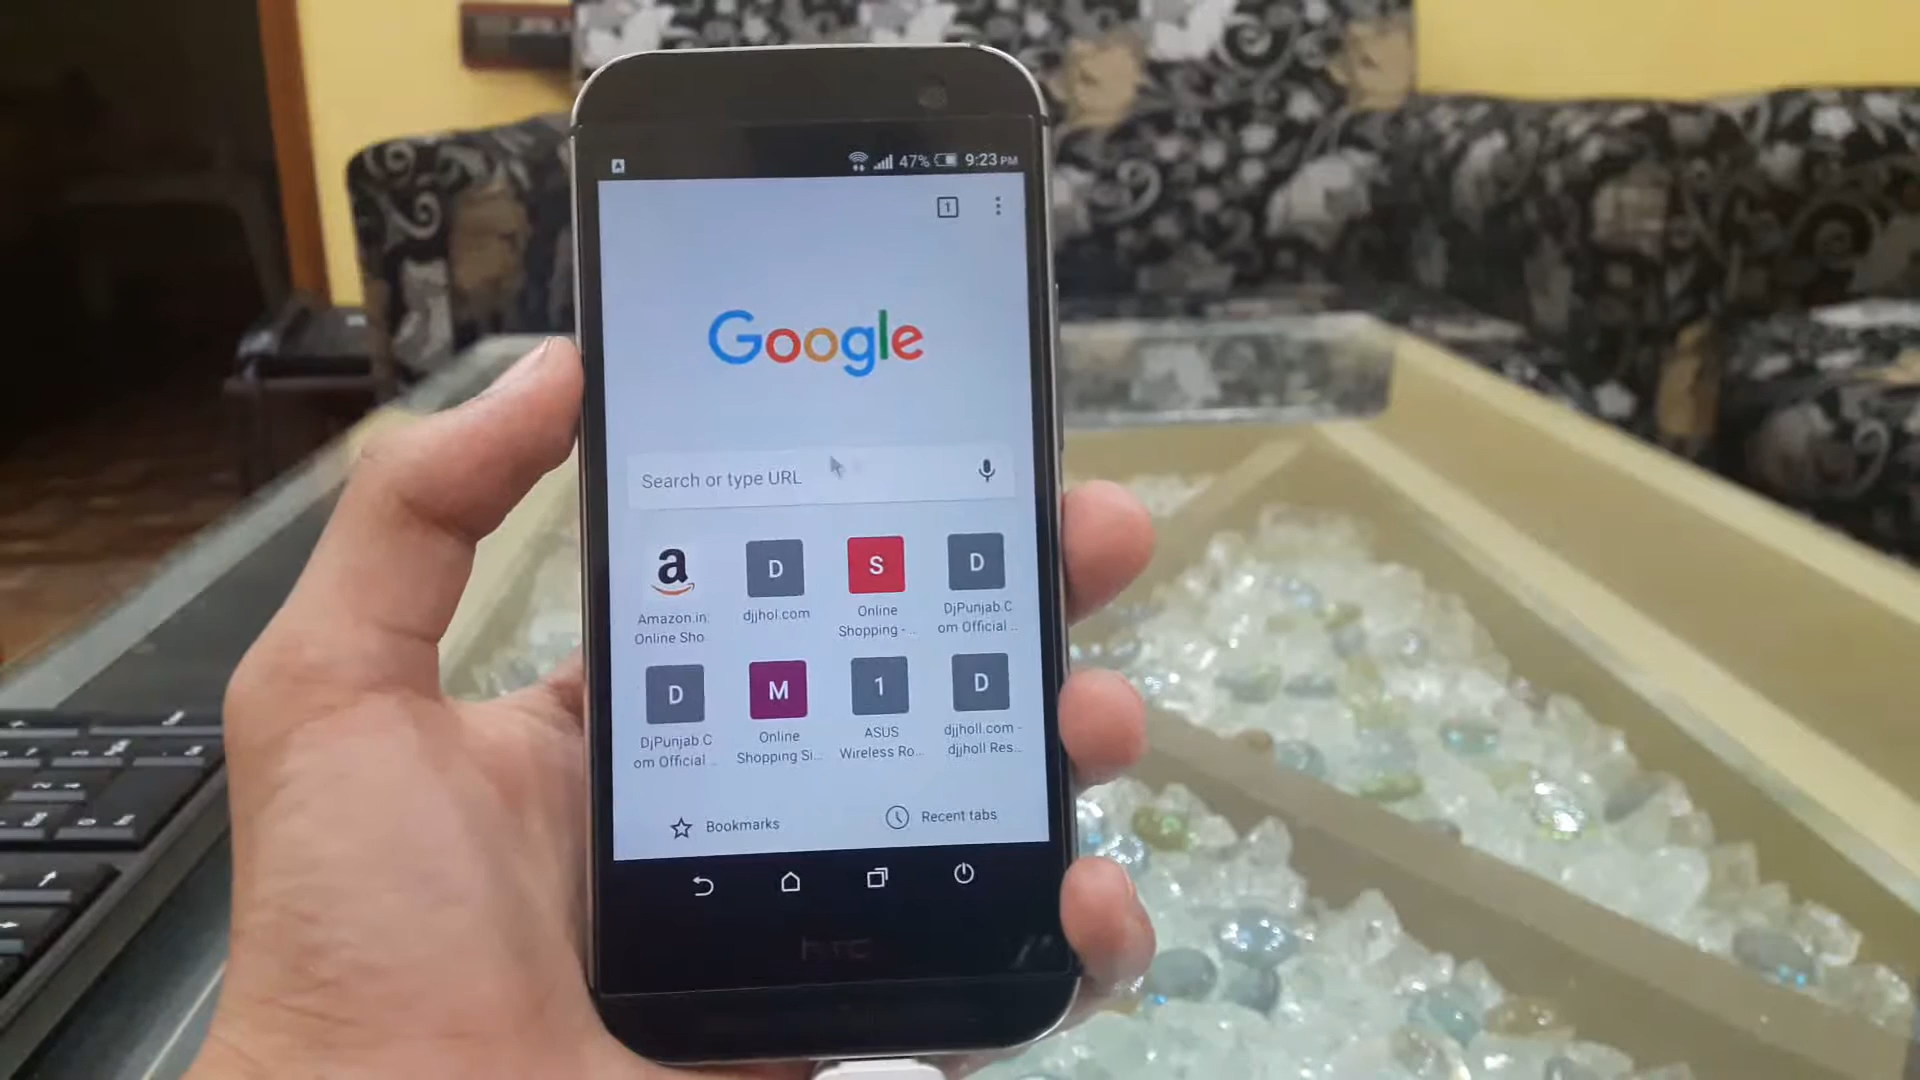 47% 9:23 PM
1
Google
Search or type URL
a D S D
Amazon.in:
Online Sho
djjhol.com
Online
Shopping -...
DjPunjab.C
om Official ..
D M 1 D
DjPunjab.C
om Official ..
Online
Shopping Si...
ASUS
Wireless Ro...
djjholl.com -
djjholl Res...
Bookmarks
Recent tabs
hTC